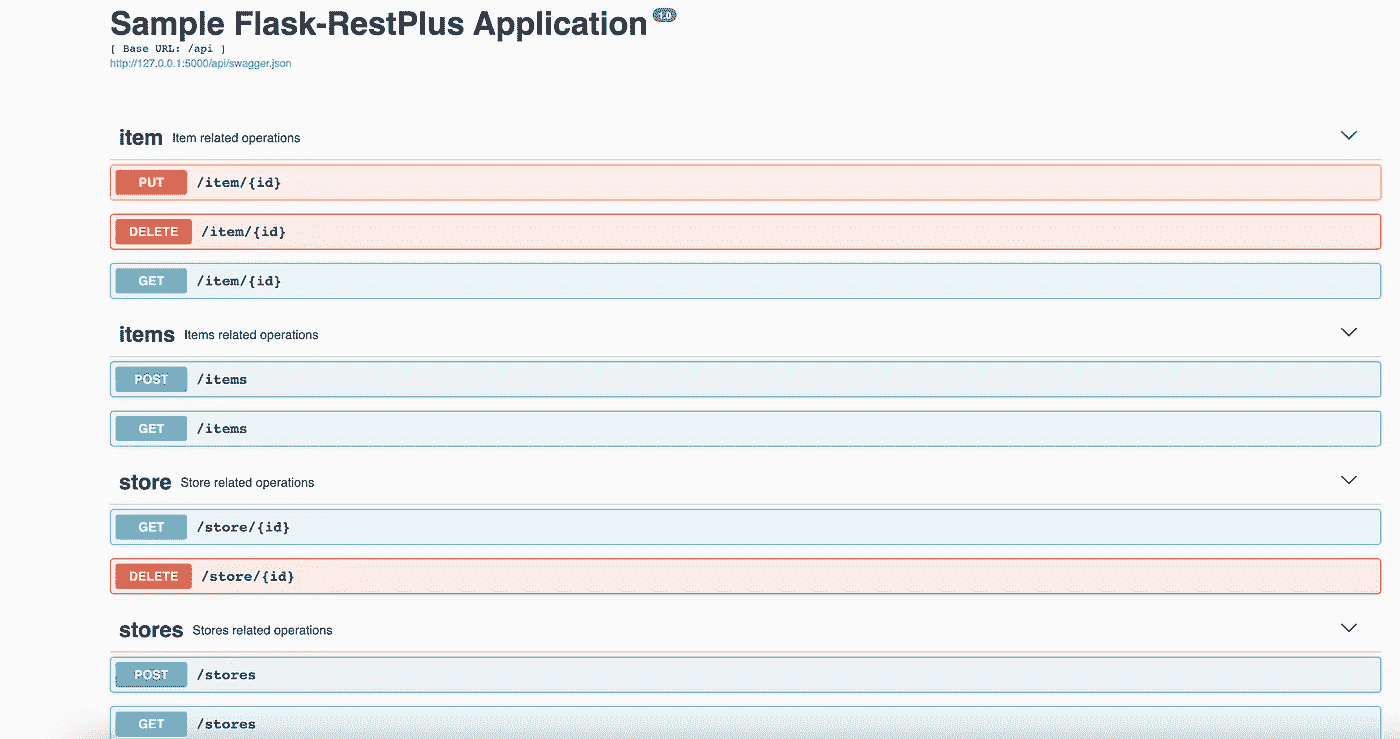 Sample Flask-RestPlus Application 1.0
[ Base URL: /api ]
http://127.0.0.1:5000/api/swagger.json
item Item related operations
PUT /item/{id}
DELETE /item/{id}
GET /item/{id}
items Items related operations
POST /items
GET /items
store Store related operations
GET /store/{id}
DELETE /store/{id}
stores Stores related operations
POST /stores
GET /stores